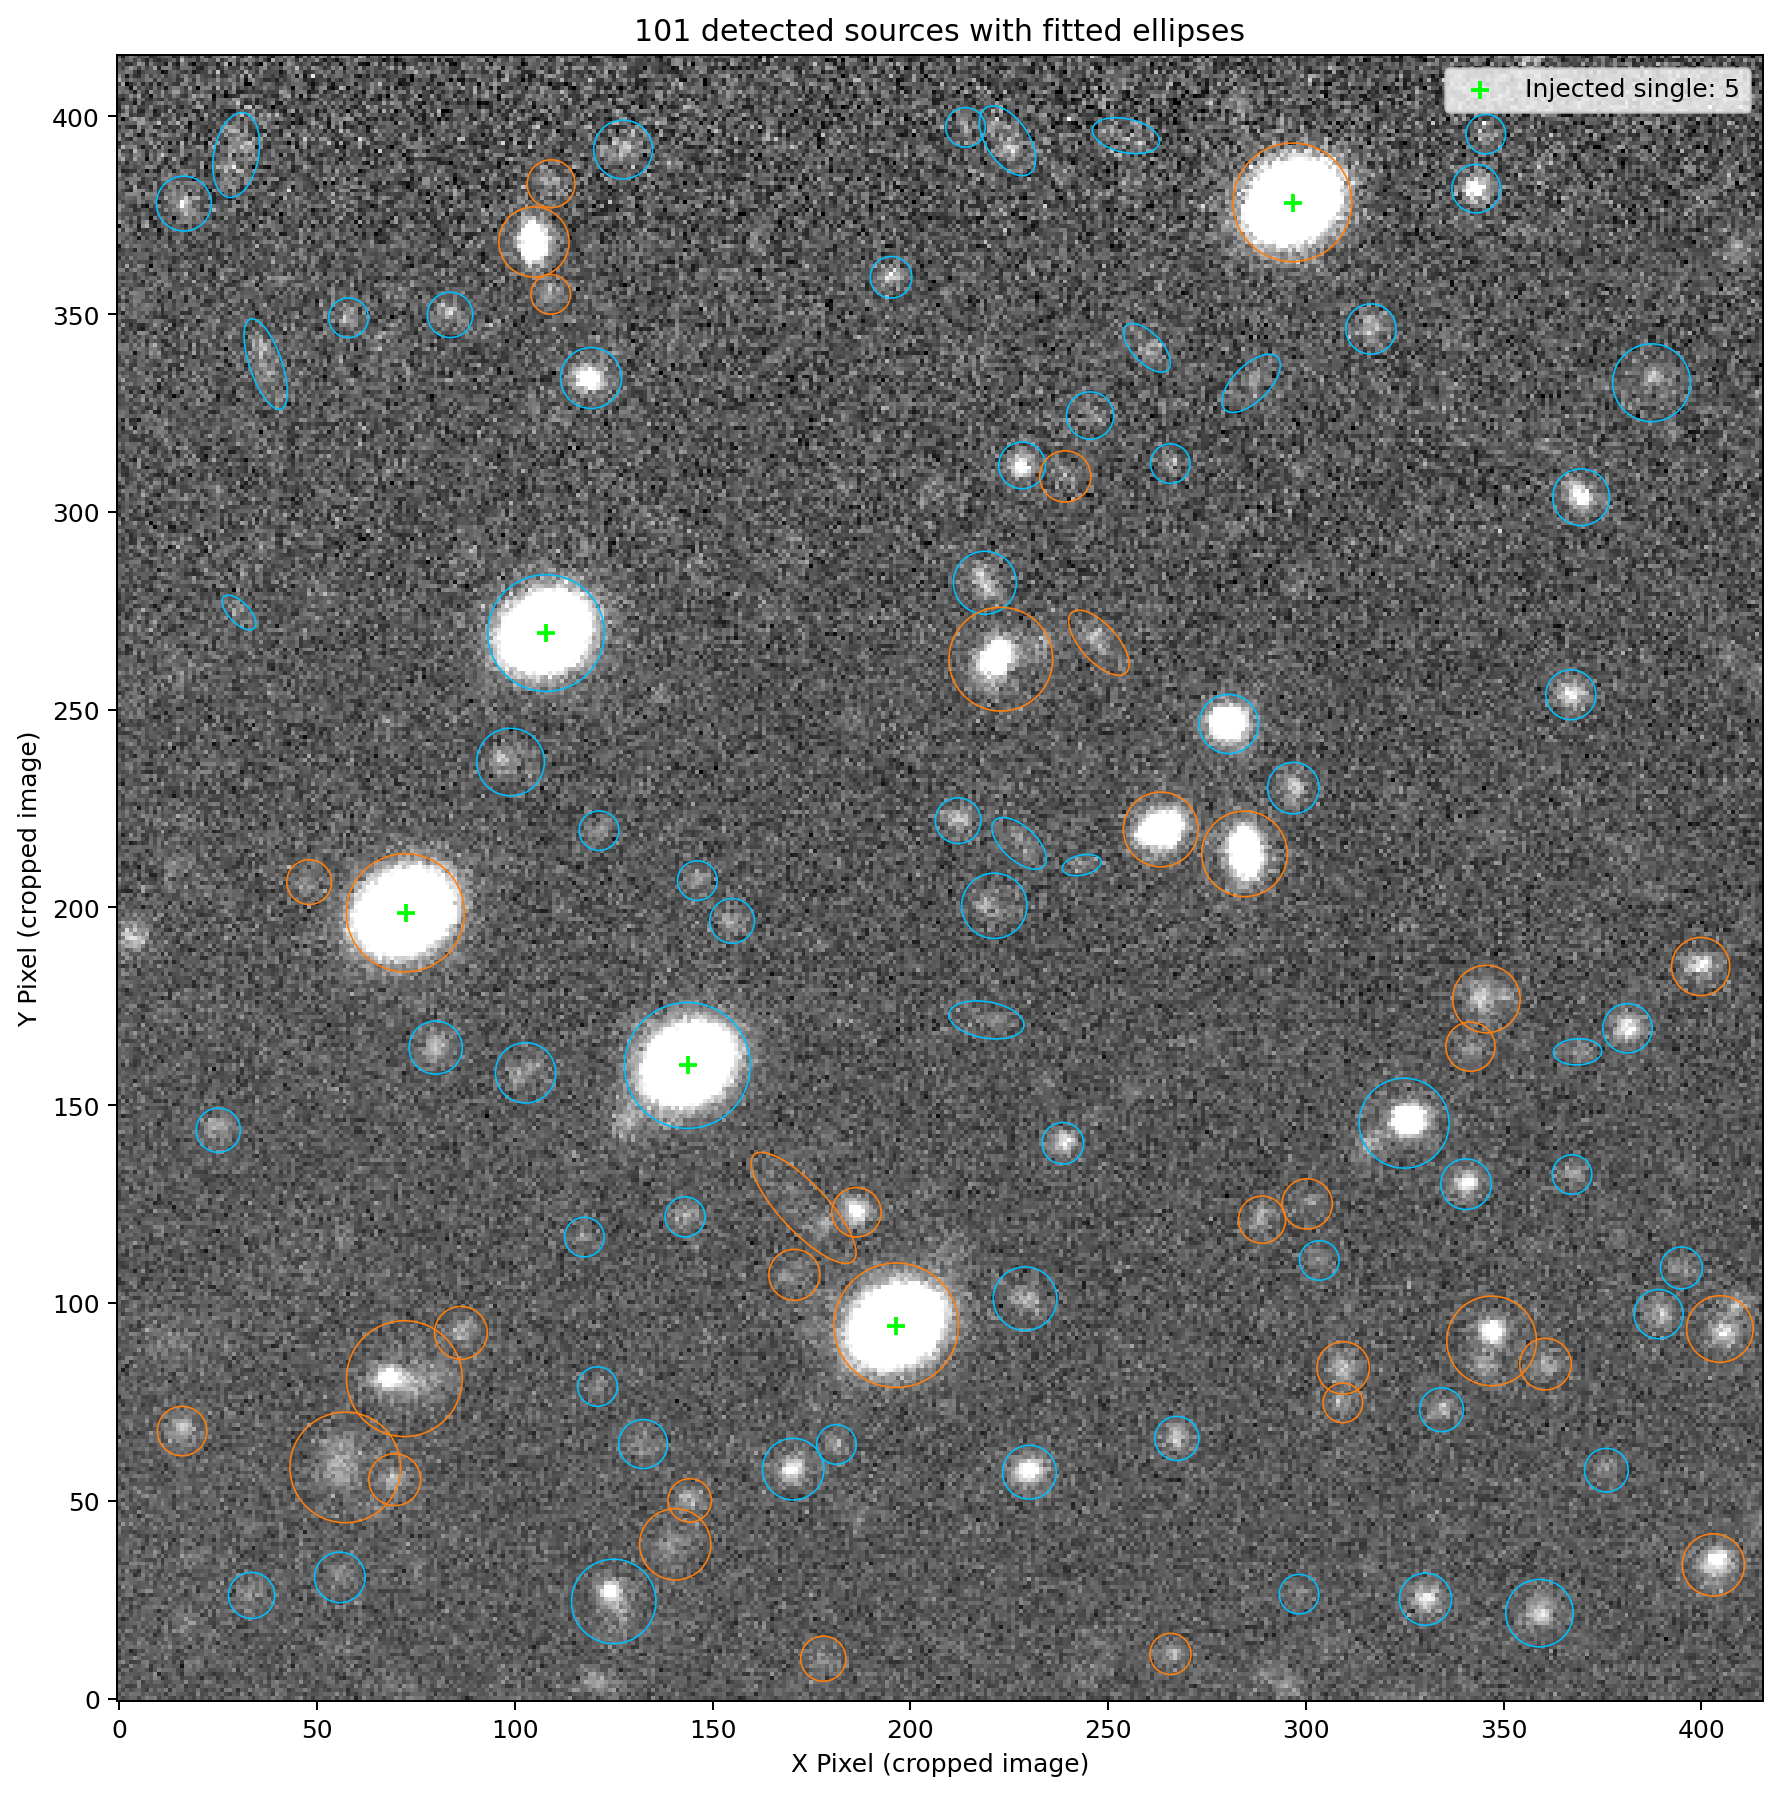 101 detected sources with fitted ellipses
Injected single: 5
400
350
300
250
200
150
100
50
0
Y Pixel (cropped image)
0 50 100 150 200 250 300 350 400
X Pixel (cropped image)